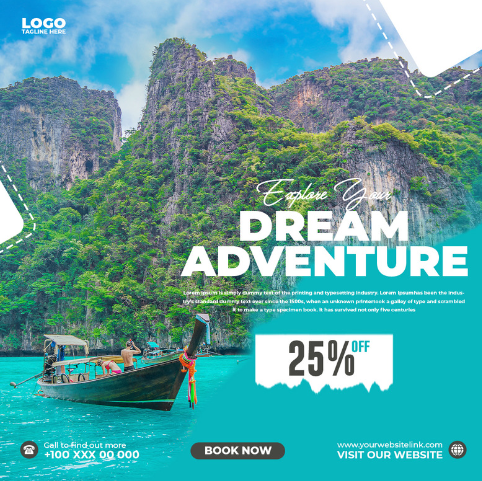 LOGO
TAGLINE HERE
Explore Your
DREAM
ADVENTURE
Lorem Ipsum is simply dummy text of the printing and typesetting industry. Lorem Ipsum has been the indus-
try's standard dummy text ever since the 1500s, when an unknown printer took a galley of type and scrambled
it to make a type specimen book. It has survived not only five centuries
25% OFF
Call to find out more
+100 XXX 00 000
BOOK NOW
www.yourwebsitelink.com
VISIT OUR WEBSITE